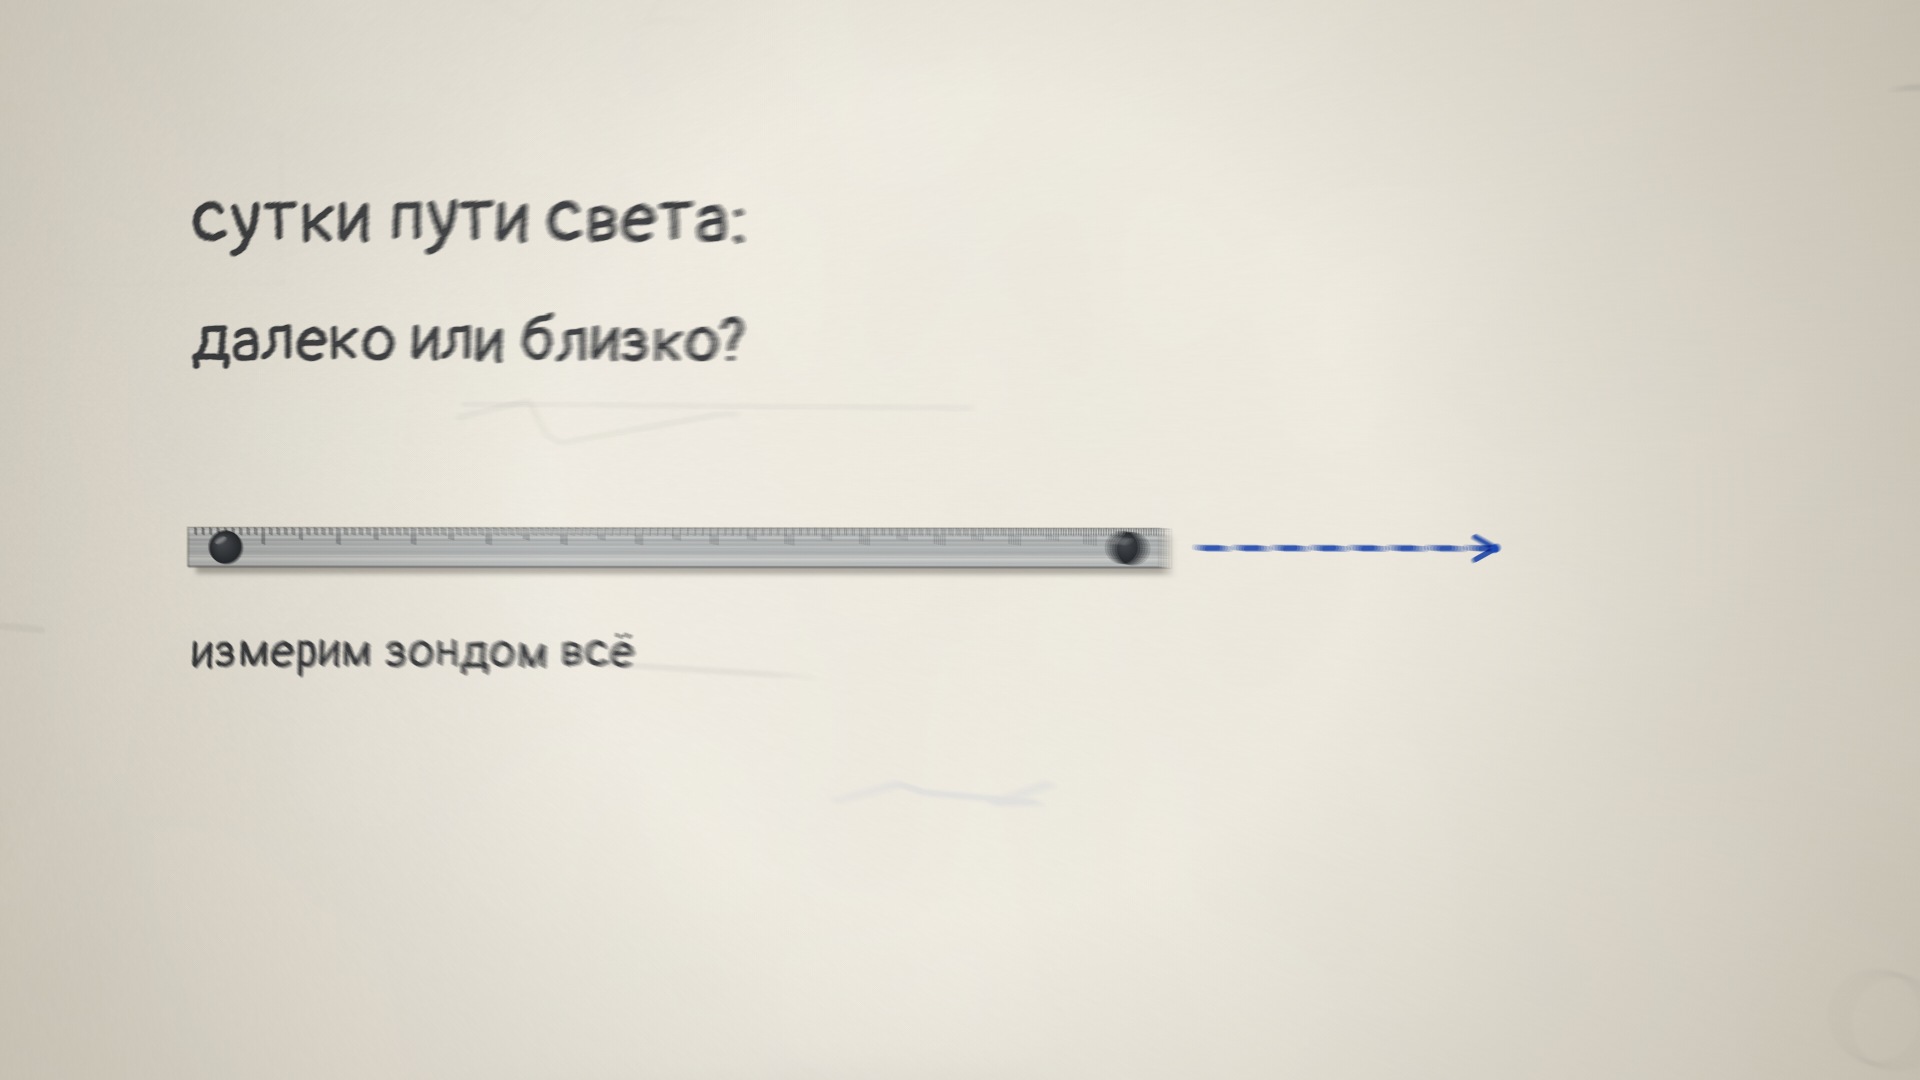 сутки пути света:
далеко или близко?
измерим зондом всё